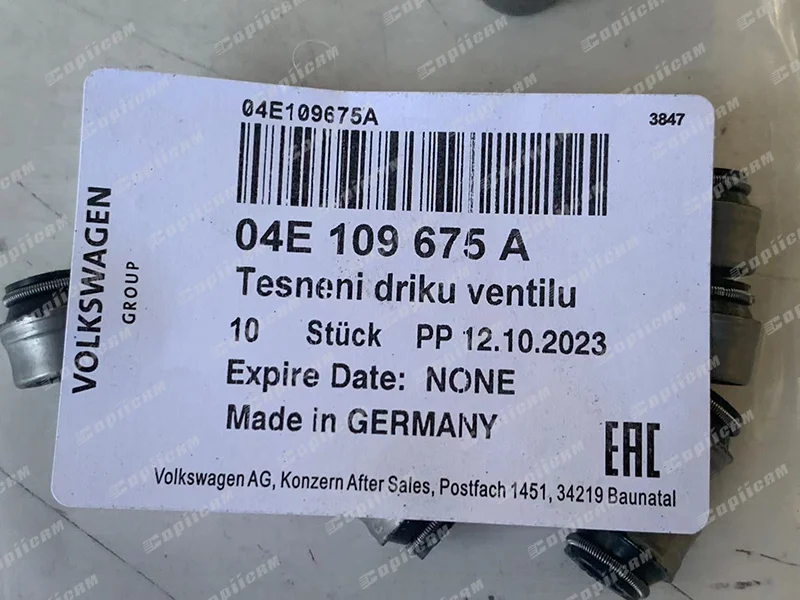 04E109675A
3847
04E 109 675 A
Tesneni driku ventilu
10 Stück PP 12.10.2023
Expire Date: NONE
Made in GERMANY
EAC
Volkswagen AG, Konzern After Sales, Postfach 1451, 34219 Baunatal
VOLKSWAGEN
GROUP
CopiiCAM